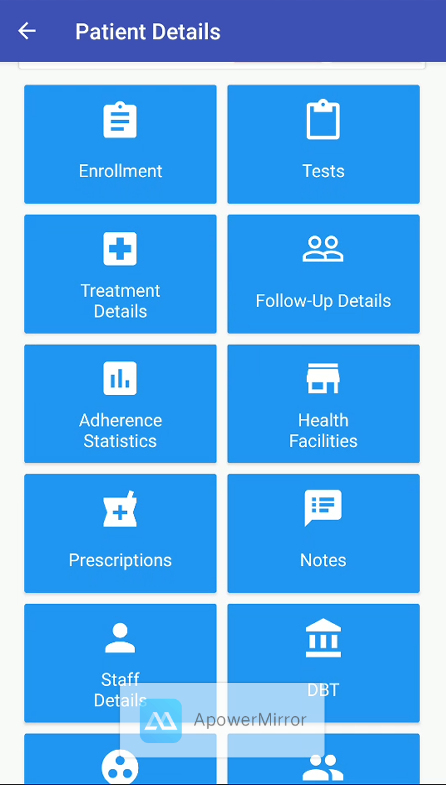 Patient Details
Enrollment
Tests
Treatment
Details
Follow-Up Details
Adherence
Statistics
Health
Facilities
Prescriptions
Notes
Staff
Details
DBT
ApowerMirror